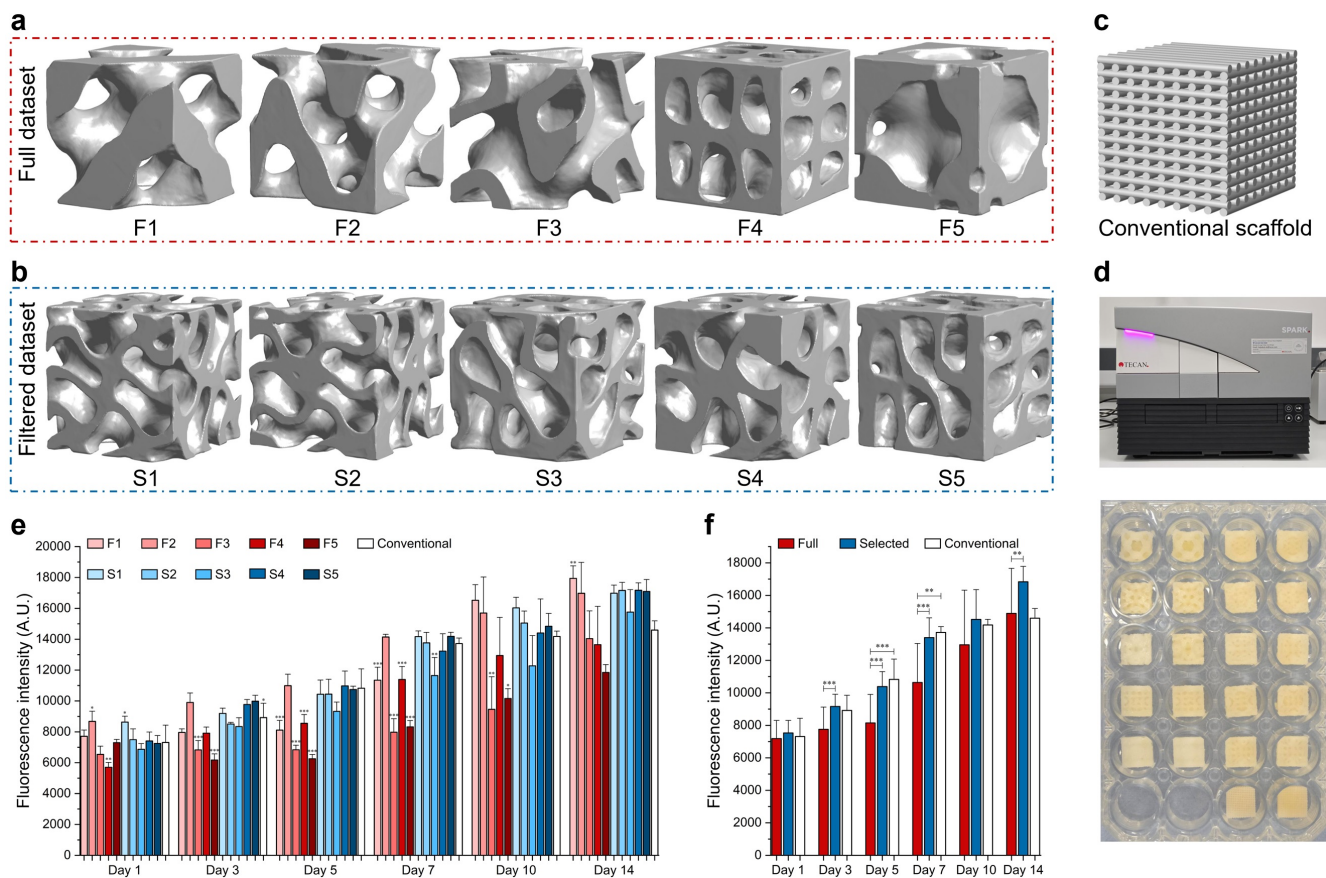 a
Full dataset
F1 F2 F3 F4 F5
b
Filtered dataset
S1 S2 S3 S4 S5
c
Conventional scaffold
d
SPARK
TECAN.
e
F1 F2 F3 F4 F5 Conventional
S1 S2 S3 S4 S5
Fluorescence intensity (A.U.)
20000
18000
16000
14000
12000
10000
8000
6000
4000
2000
0
* ** * *** *** * *** *** *** *** *** *** *** *** ** ** * **
Day 1 Day 3 Day 5 Day 7 Day 10 Day 14
f
Full Selected Conventional
Fluorescence intensity (A.U.)
18000
16000
14000
12000
10000
8000
6000
4000
2000
0
*** *** *** *** ** **
Day 1 Day 3 Day 5 Day 7 Day 10 Day 14